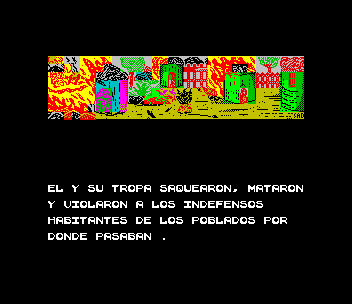 EL Y SU TROPA SAQUEARON, MATARON
Y VIOLARON A LOS INDEFENSOS
HABITANTES DE LOS POBLADOS POR
DONDE PASABAN .